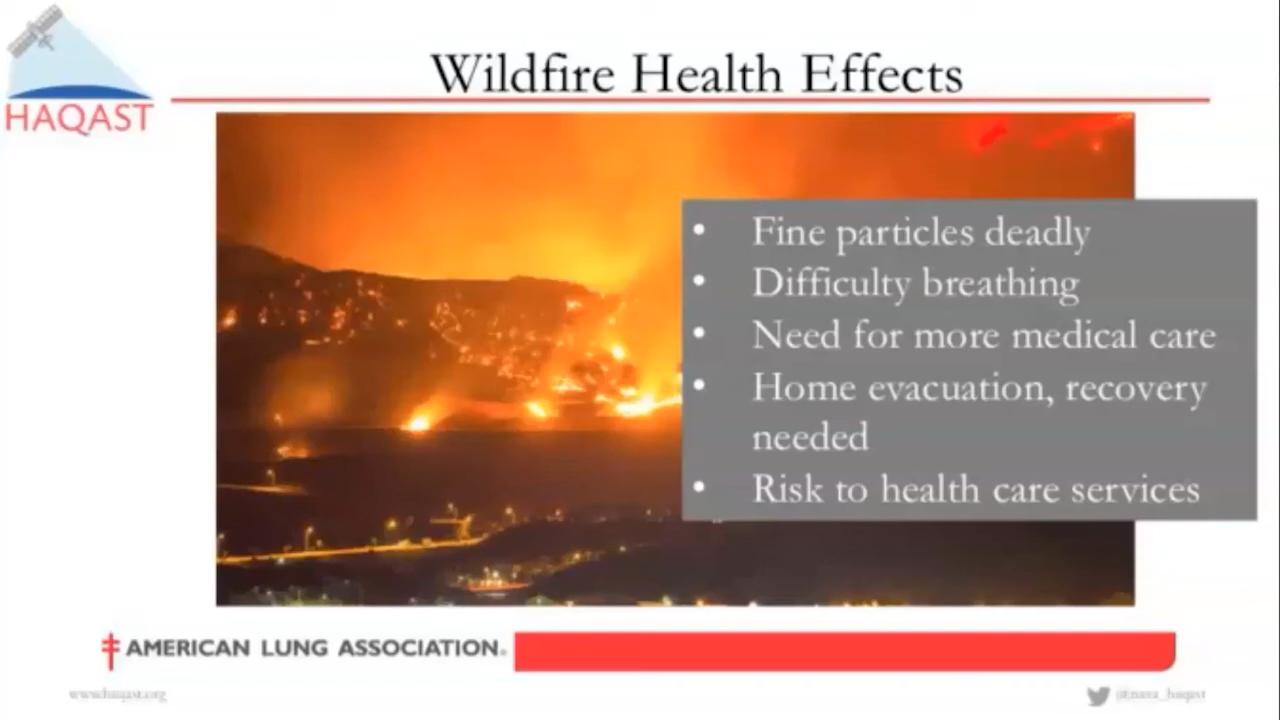 HAQAST
Wildfire Health Effects
• Fine particles deadly
• Difficulty breathing
• Need for more medical care
• Home evacuation, recovery
needed
• Risk to health care services
AMERICAN LUNG ASSOCIATION®
www.haqast.org
@nasa_haqast